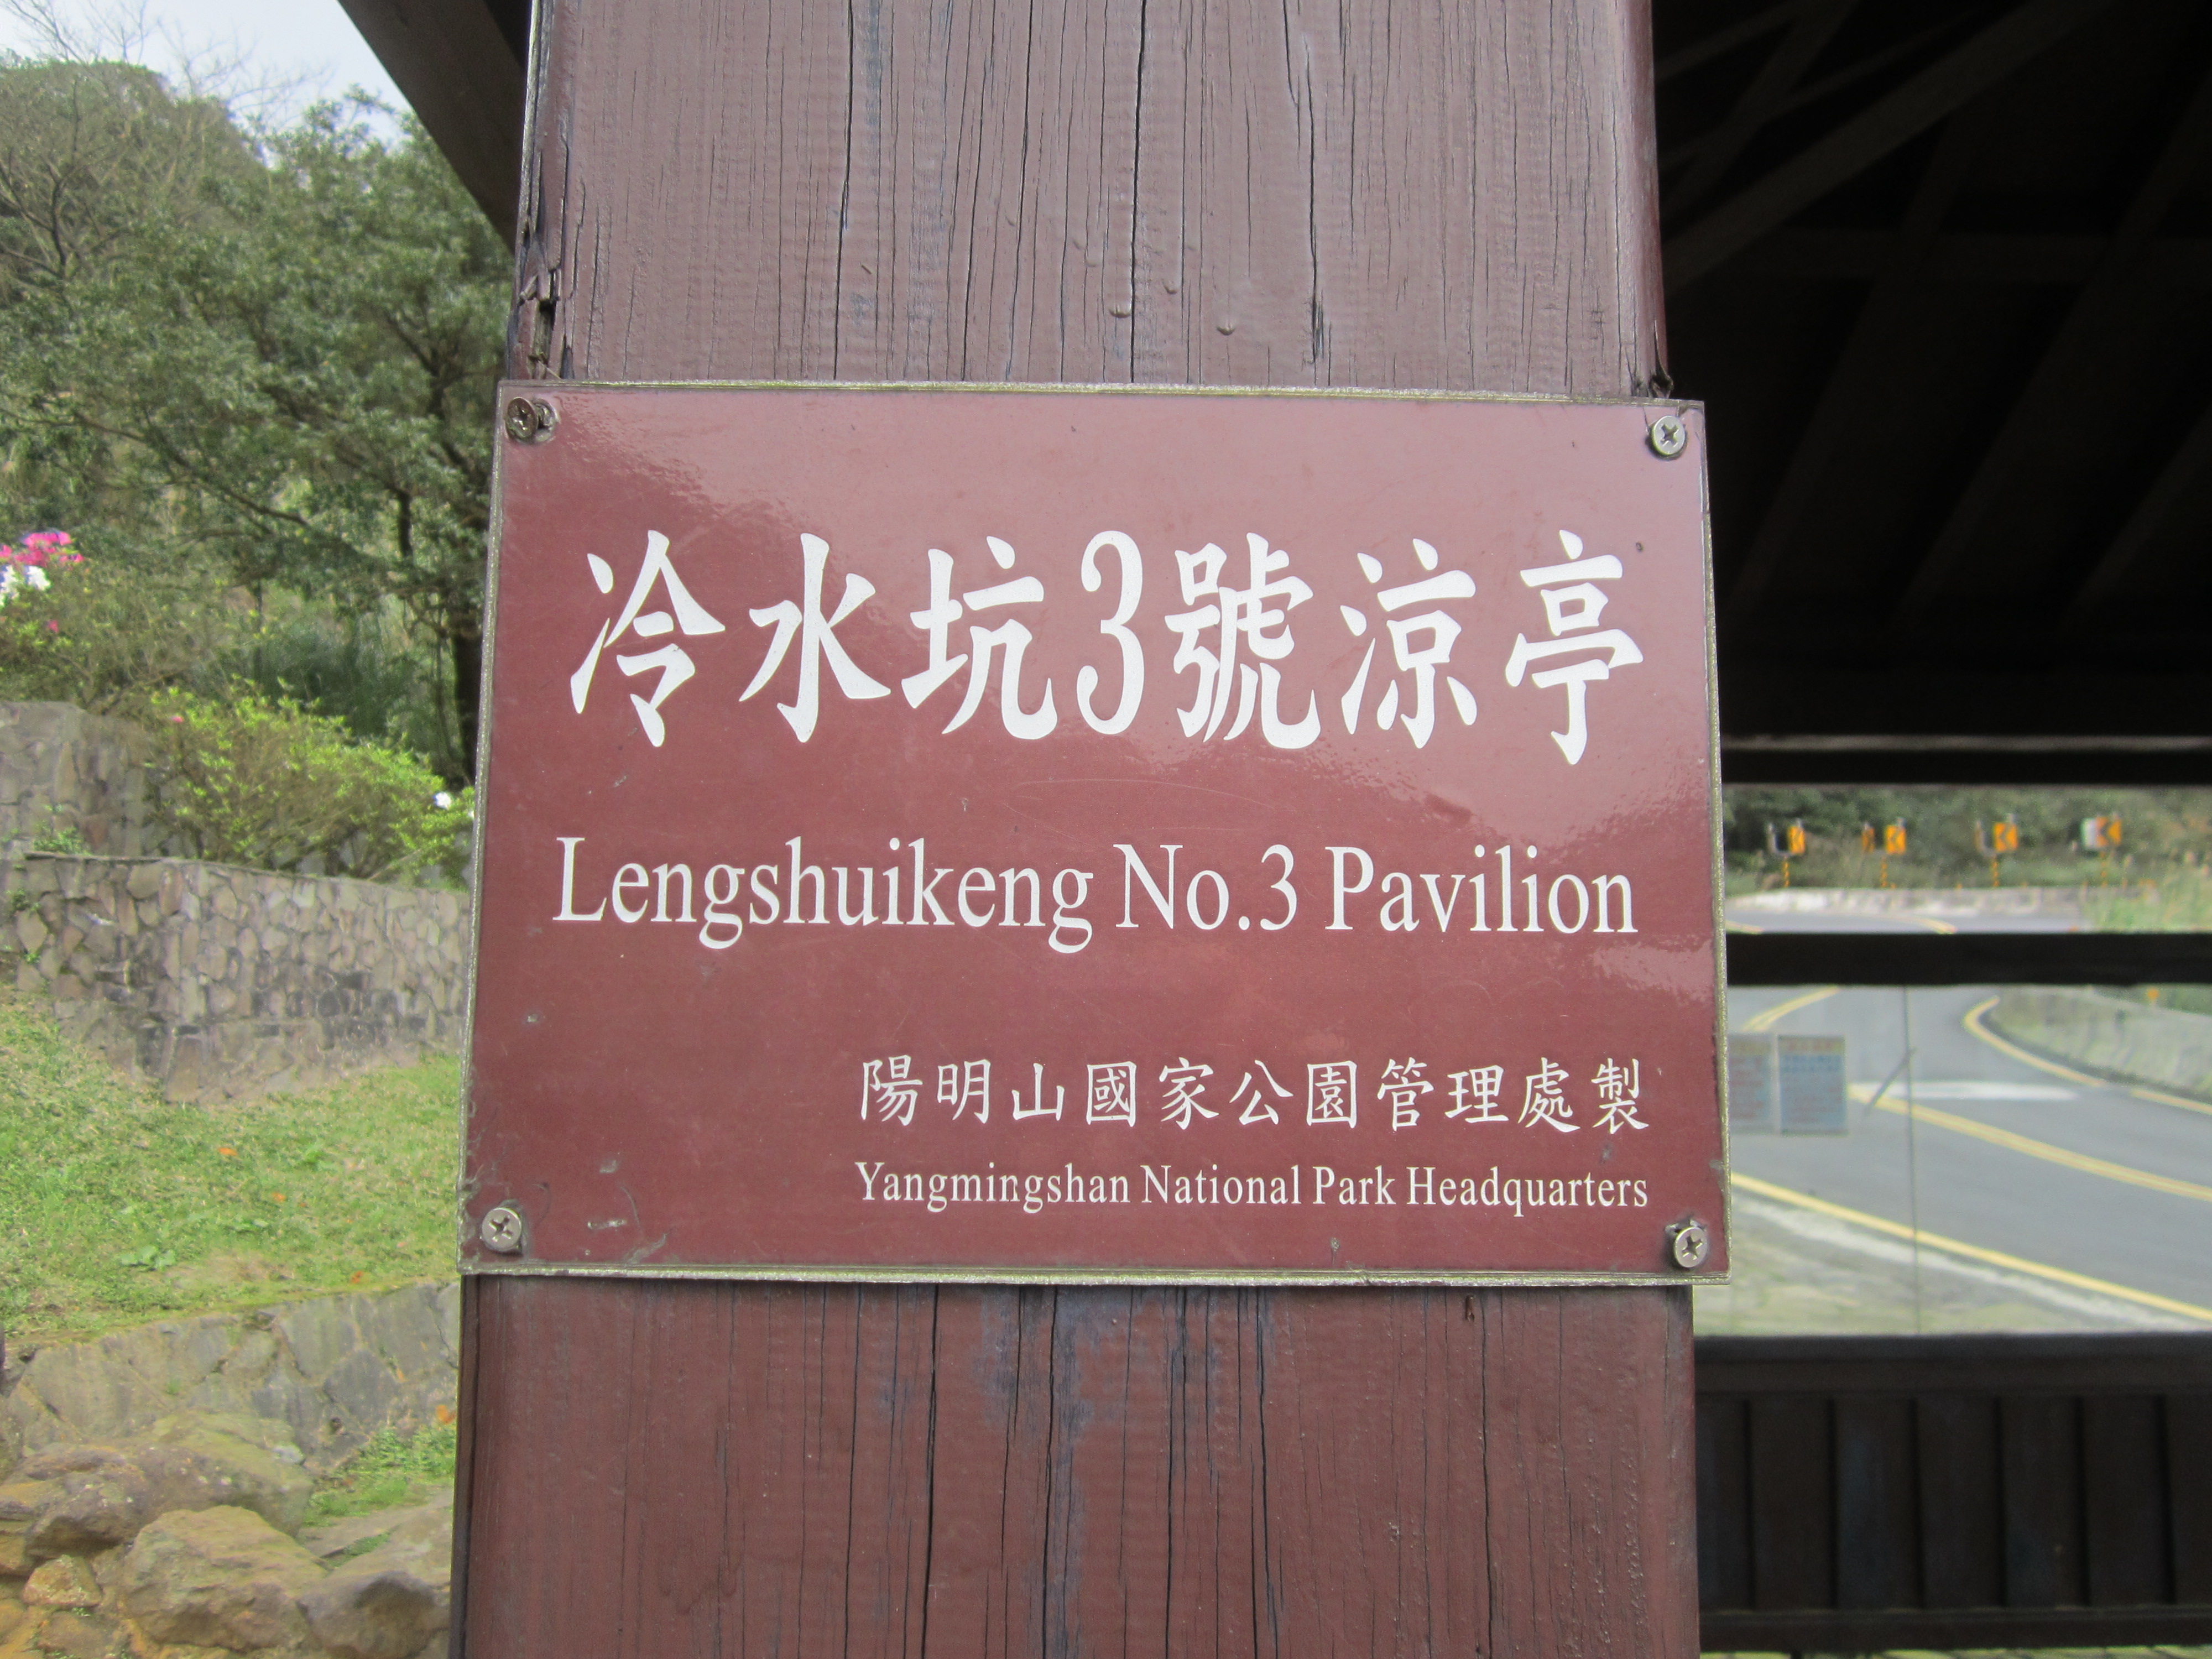 冷水坑3號涼亭
Lengshuikeng No.3 Pavilion
陽明山國家公園管理處製
Yangmingshan National Park Headquarters